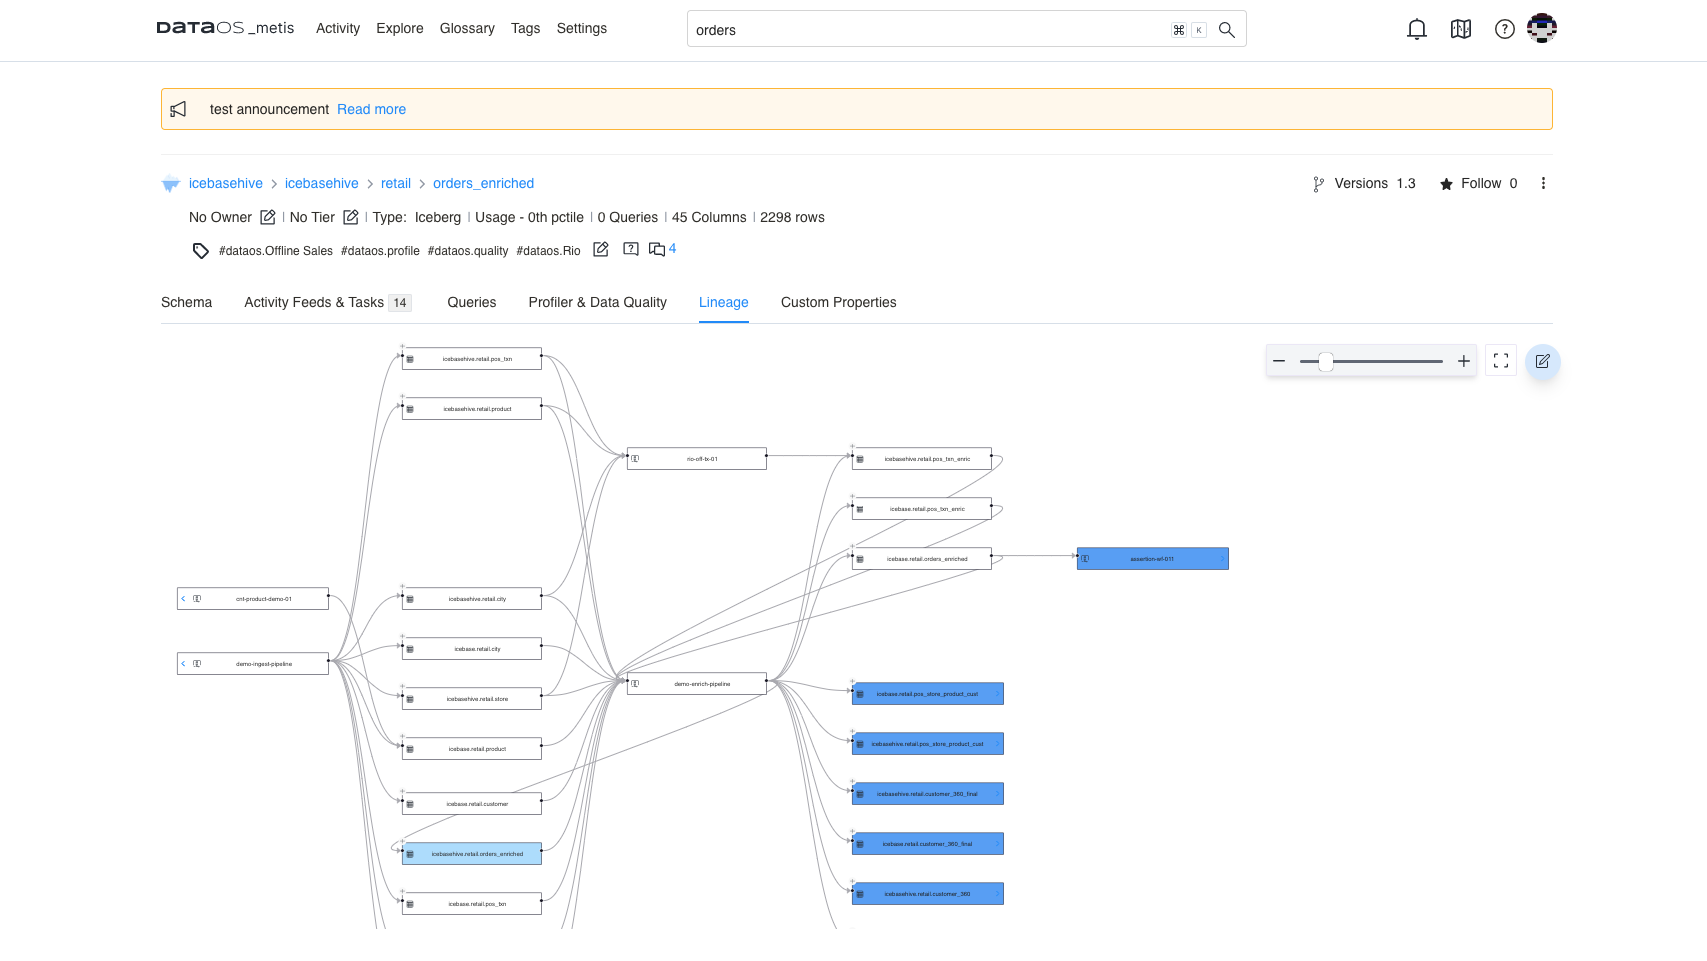 DATAOS_metis Activity Explore Glossary Tags Settings orders ⌘ K
test announcement Read more
icebasehive > icebasehive > retail > orders_enriched Versions 1.3 Follow 0
No Owner | No Tier | Type: Iceberg | Usage - 0th pctile | 0 Queries | 45 Columns | 2298 rows
#dataos.Offline Sales #dataos.profile #dataos.quality #dataos.Rio 4
Schema Activity Feeds & Tasks 14 Queries Profiler & Data Quality Lineage Custom Properties
icebasehive.retail.pos_txn
icebasehive.retail.product
rio-off-tx-01 icebasehive.retail.pos_txn_enric
icebase.retail.pos_txn_enric
icebase.retail.orders_enriched assertion-wf-011
cnt-product-demo-01 icebasehive.retail.city
icebase.retail.city
demo-ingest-pipeline
demo-enrich-pipeline
icebasehive.retail.store icebase.retail.pos_store_product_cust
icebase.retail.product icebasehive.retail.pos_store_product_cust
icebase.retail.customer icebasehive.retail.customer_360_final
icebasehive.retail.orders_enriched icebase.retail.customer_360_final
icebase.retail.pos_txn icebasehive.retail.customer_360